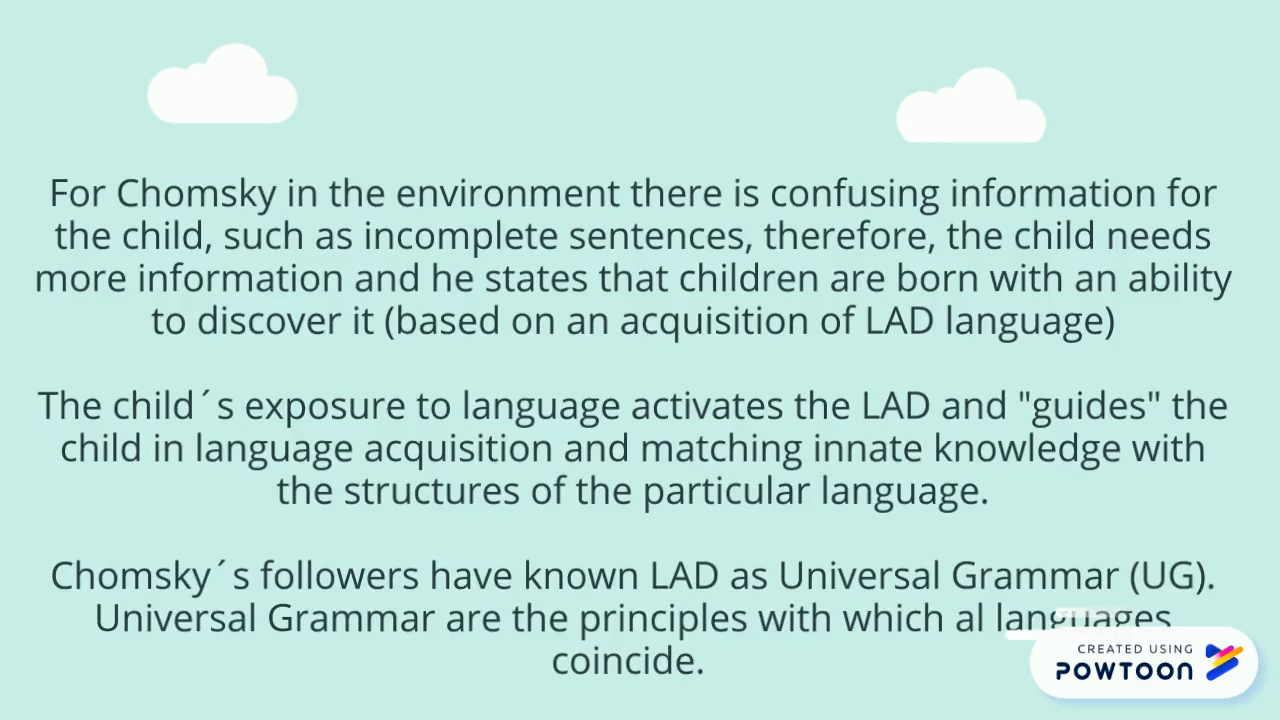 For Chomsky in the environment there is confusing information for
the child, such as incomplete sentences, therefore, the child needs
more information and he states that children are born with an ability
to discover it (based on an acquisition of LAD language)
The child´s exposure to language activates the LAD and "guides" the
child in language acquisition and matching innate knowledge with
the structures of the particular language.
Chomsky´s followers have known LAD as Universal Grammar (UG).
Universal Grammar are the principles with which al languages
coincide.
CREATED USING
POWTOON